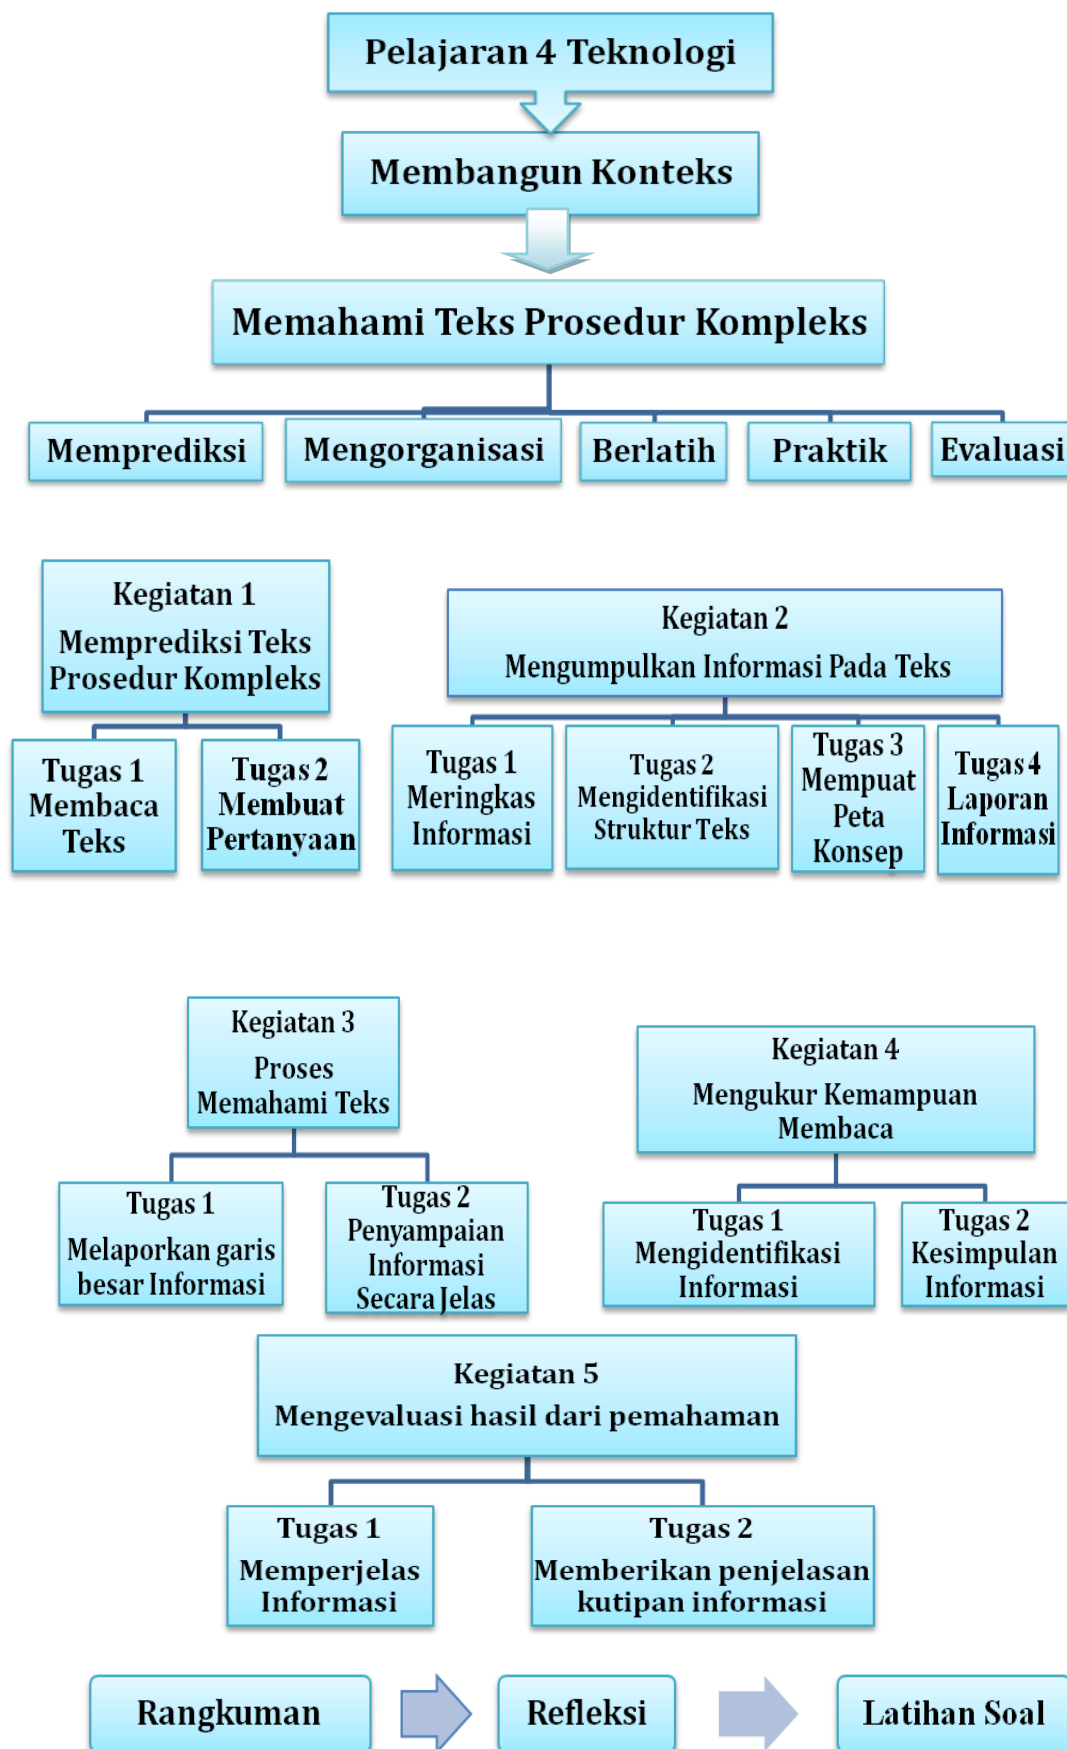 Pelajaran 4 Teknologi
Membangun Konteks
Memahami Teks Prosedur Kompleks
Memprediksi
Mengorganisasi
Berlatih
Praktik
Evaluasi
Kegiatan 1
Memprediksi Teks
Prosedur Kompleks
Tugas 1
Membaca
Teks
Tugas 2
Membuat
Pertanyaan
Kegiatan 2
Mengumpulkan Informasi Pada Teks
Tugas 1
Meringkas
Informasi
Tugas 2
Mengidentifikasi
Struktur Teks
Tugas 3
Mempuat
Peta
Konsep
Tugas 4
Laporan
Informasi
Kegiatan 3
Proses
Memahami Teks
Tugas 1
Melaporkan garis
besar Informasi
Tugas 2
Penyampaian
Informasi
Secara Jelas
Kegiatan 4
Mengukur Kemampuan
Membaca
Tugas 1
Mengidentifikasi
Informasi
Tugas 2
Kesimpulan
Informasi
Kegiatan 5
Mengevaluasi hasil dari pemahaman
Tugas 1
Memperjelas
Informasi
Tugas 2
Memberikan penjelasan
kutipan informasi
Rangkuman
Refleksi
Latihan Soal